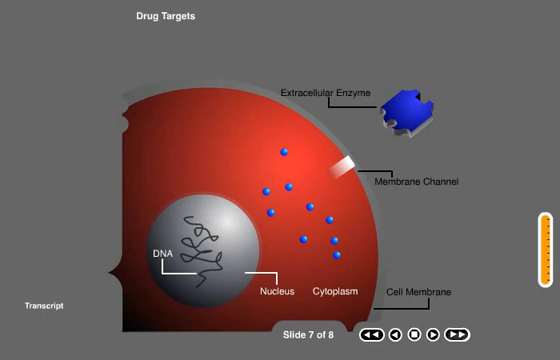 Drug Targets
Extracellular Enzyme
Membrane Channel
DNA
Nucleus
Cytoplasm
Cell Membrane
Transcript
Slide 7 of 8